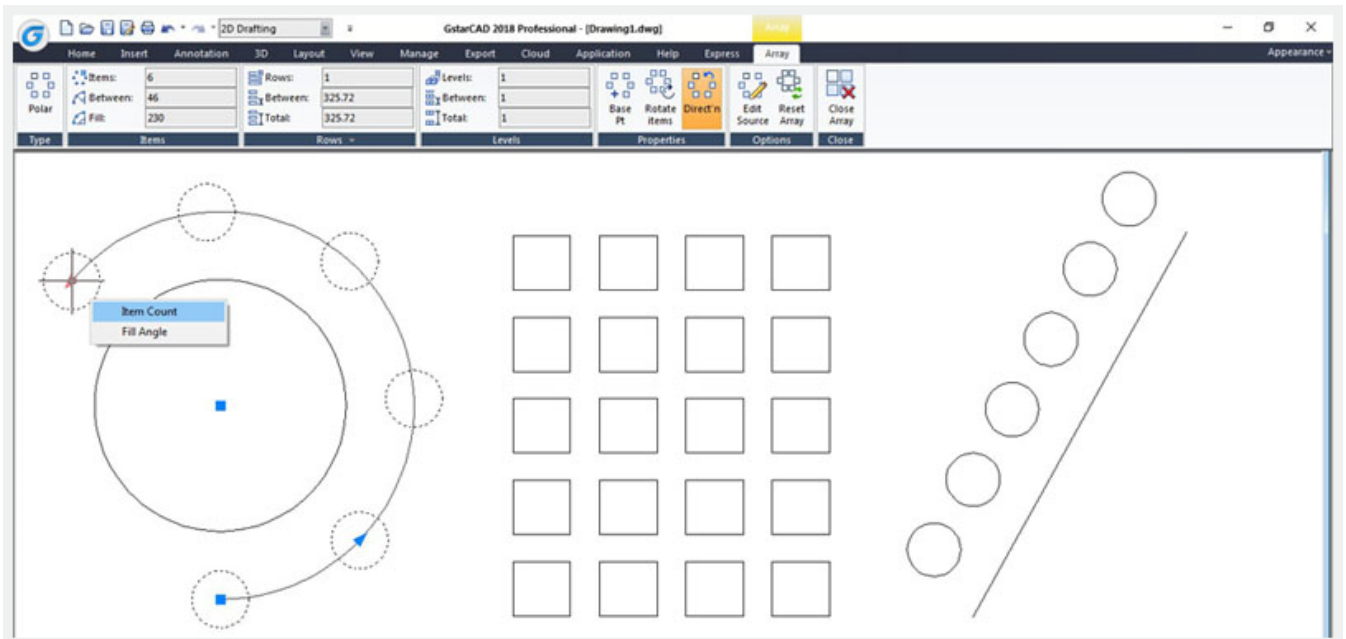 2D Drafting GstarCAD 2018 Professional - [Drawing1.dwg] Array
Home Insert Annotation 3D Layout View Manage Export Cloud Application Help Express Array Appearance
Items: 6 Rows: 1 Levels: 1
Between: 46 Between: 325.72 Between: 1
Fill: 230 Total: 325.72 Total: 1
Polar Base Pt Rotate items Direct'n Edit Source Reset Array Close Array
Type Items Rows Levels Properties Options Close
Item Count
Fill Angle